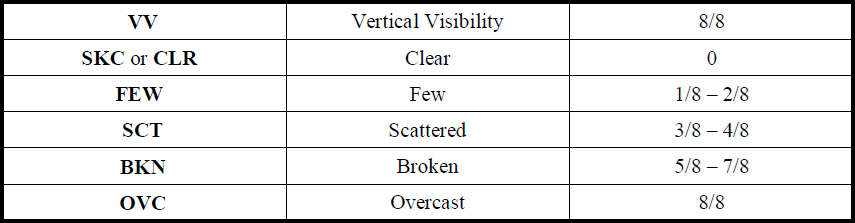 VV Vertical Visibility 8/8
SKC or CLR Clear 0
FEW Few 1/8 – 2/8
SCT Scattered 3/8 – 4/8
BKN Broken 5/8 – 7/8
OVC Overcast 8/8